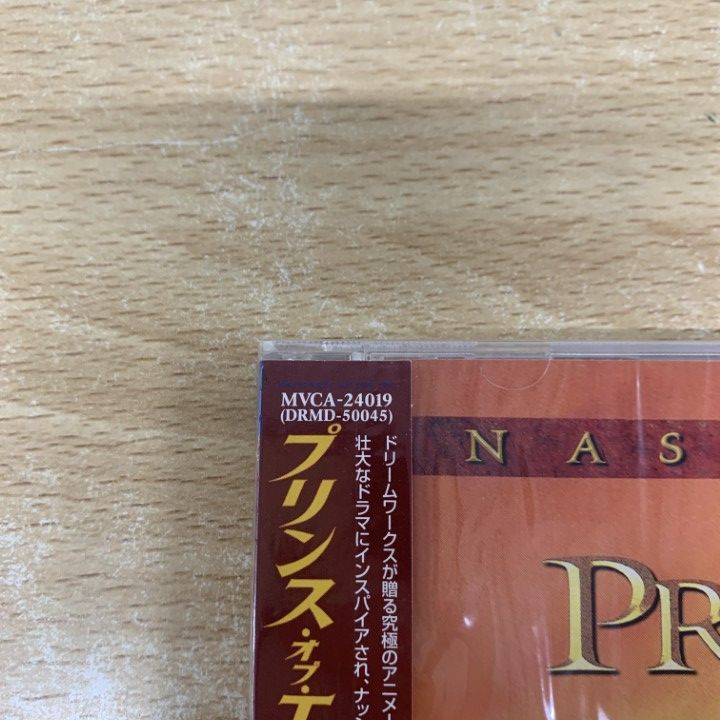 MVCA-24019
(DRMD-50045)
プリンス・オブ・エ
ドリームワークスが贈る究極のアニメー
壮大なドラマにインスパイアされ、ナッシ
NAS
PR